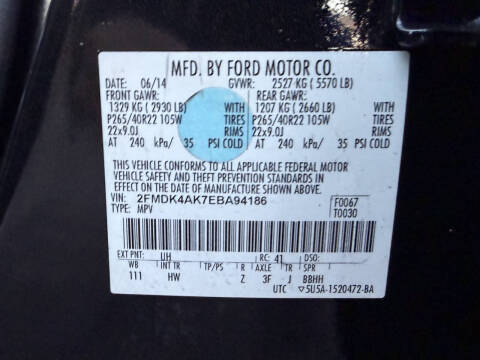 MFD. BY FORD MOTOR CO.
DATE: 06/14 GVWR: 2527 KG ( 5570 LB)
FRONT GAWR: REAR GAWR:
1329 KG ( 2930 LB) WITH 1207 KG ( 2660 LB) WITH
P265/40R22 105W TIRES P265/40R22 105W TIRES
22x9.0J RIMS 22x9.0J RIMS
AT 240 kPa/ 35 PSI COLD AT 240 kPa/ 35 PSI COLD
THIS VEHICLE CONFORMS TO ALL APPLICABLE FEDERAL MOTOR
VEHICLE SAFETY AND THEFT PREVENTION STANDARDS IN
EFFECT ON THE DATE OF MANUFACTURE SHOWN ABOVE.
VIN: 2FMDK4AK7EBA94186 F0067
TYPE: MPV T0030
EXT PNT: UH RC: 41 DSO:
WB INT TR TP/PS R AXLE TR SPR
111 HW Z 3F J BBHH
UTC ▽5U5A-1520472-BA